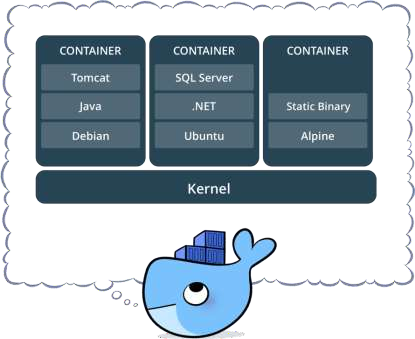 CONTAINER
Tomcat
Java
Debian
CONTAINER
SQL Server
.NET
Ubuntu
CONTAINER
Static Binary
Alpine
Kernel